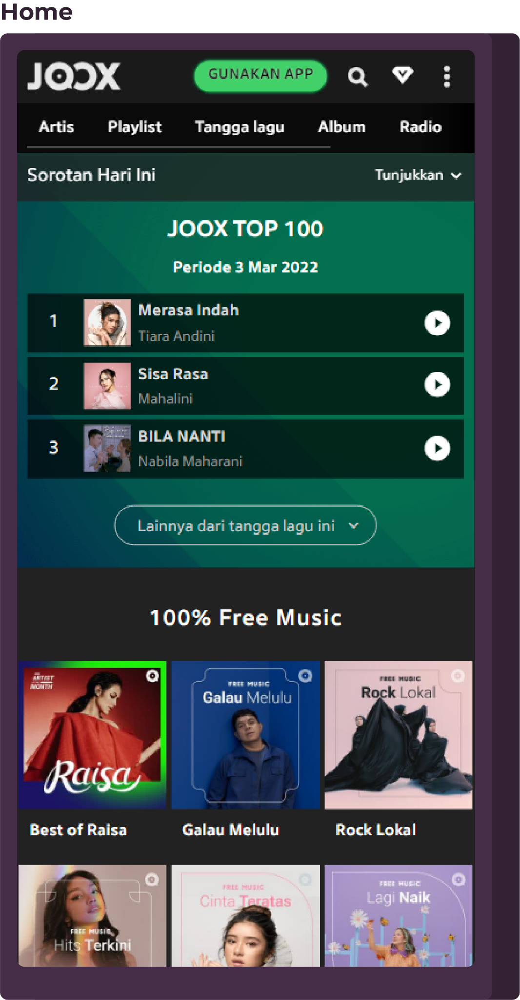 Home
JOOX
GUNAKAN APP
Artis Playlist Tangga lagu Album Radio
Sorotan Hari Ini Tunjukkan
JOOX TOP 100
Periode 3 Mar 2022
1 Merasa Indah
Tiara Andini
2 Sisa Rasa
Mahalini
3 BILA NANTI
Nabila Maharani
Lainnya dari tangga lagu ini
100% Free Music
ARTIST
MONTH
Raisa
FREE MUSIC
Galau Melulu
FREE MUSIC
Rock Lokal
Best of Raisa Galau Melulu Rock Lokal
FREE MUSIC
Hits Terkini
FREE MUSIC
Cinta Teratas
FREE MUSIC
Lagi Naik